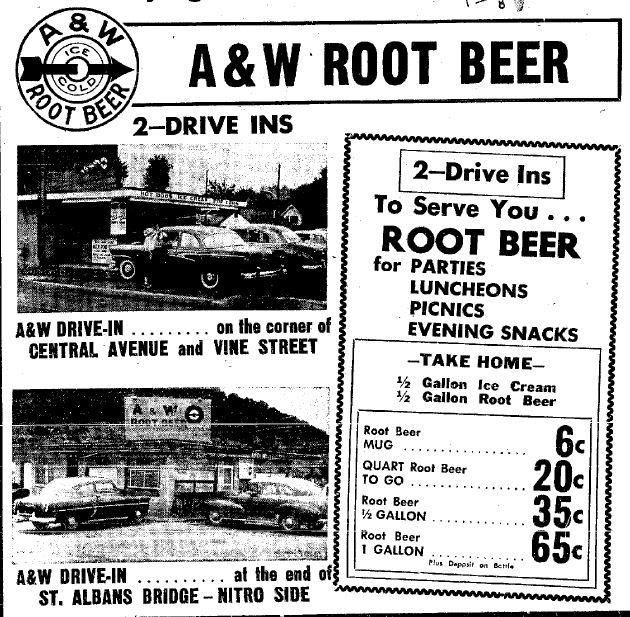 A & W
ICE
COLD
ROOT BEER
A & W ROOT BEER
2–DRIVE INS
A & W
ROOT BEER
A&W DRIVE-IN ......... on the corner of
CENTRAL AVENUE and VINE STREET
A&W DRIVE-IN .......... at the end of
ST. ALBANS BRIDGE – NITRO SIDE
2–Drive Ins
To Serve You . . .
ROOT BEER
for PARTIES
LUNCHEONS
PICNICS
EVENING SNACKS
–TAKE HOME–
½ Gallon Ice Cream
½ Gallon Root Beer
Root Beer
MUG .................. 6c
QUART Root Beer
TO GO ................ 20c
Root Beer
½ GALLON ............. 35c
Root Beer
1 GALLON ............. 65c
Plus Deposit on Bottle